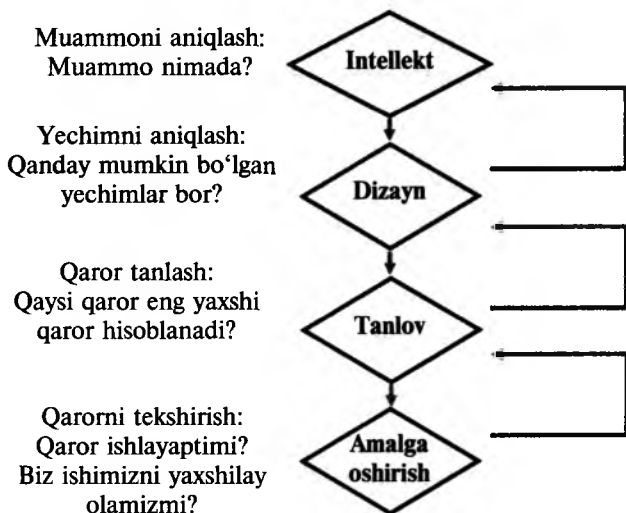 Muammoni aniqlash:
Muammo nimada?
Intellekt
Yechimni aniqlash:
Qanday mumkin bo‘lgan
yechimlar bor?
Dizayn
Qaror tanlash:
Qaysi qaror eng yaxshi
qaror hisoblanadi?
Tanlov
Qarorni tekshirish:
Qaror ishlayaptimi?
Biz ishimizni yaxshilay
olamizmi?
Amalga
oshirish